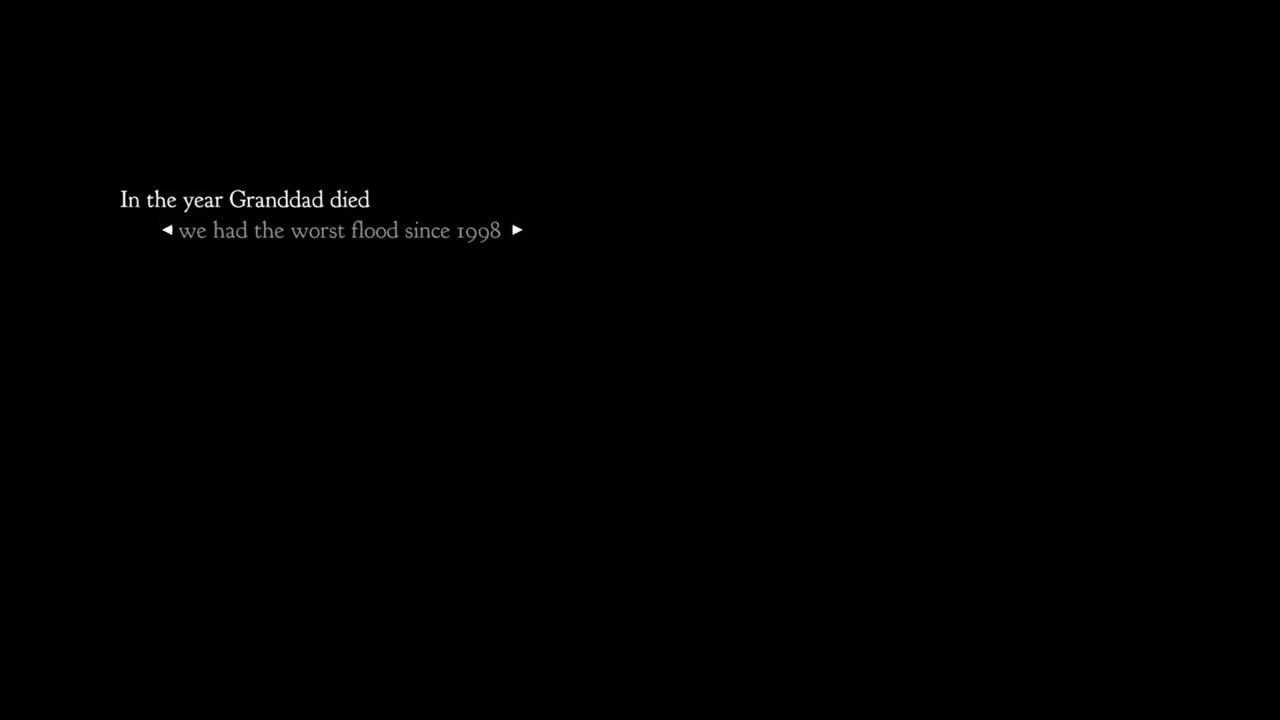 In the year Granddad died
we had the worst flood since 1998